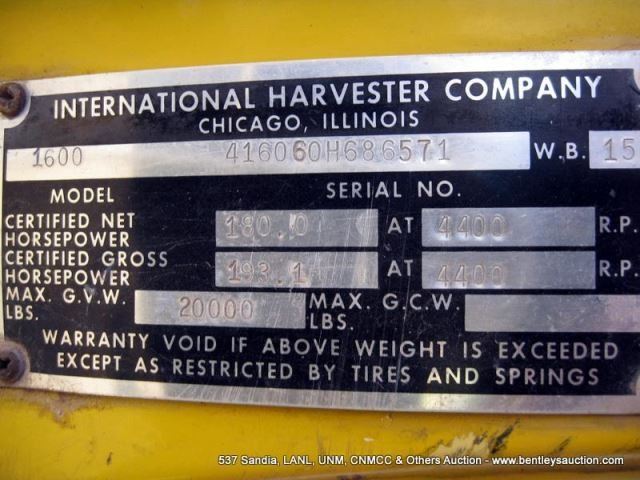 INTERNATIONAL HARVESTER COMPANY
CHICAGO, ILLINOIS
1600 416060H686571 W.B. 15
MODEL SERIAL NO.
CERTIFIED NET HORSEPOWER 180.0 AT 4400 R.P.
CERTIFIED GROSS HORSEPOWER 193.1 AT 4400 R.P.
MAX. G.V.W. LBS. 20000 MAX. G.C.W. LBS.
WARRANTY VOID IF ABOVE WEIGHT IS EXCEEDED
EXCEPT AS RESTRICTED BY TIRES AND SPRINGS
537 Sandia, LANL, UNM, CNMCC & Others Auction - www.bentleysauction.com